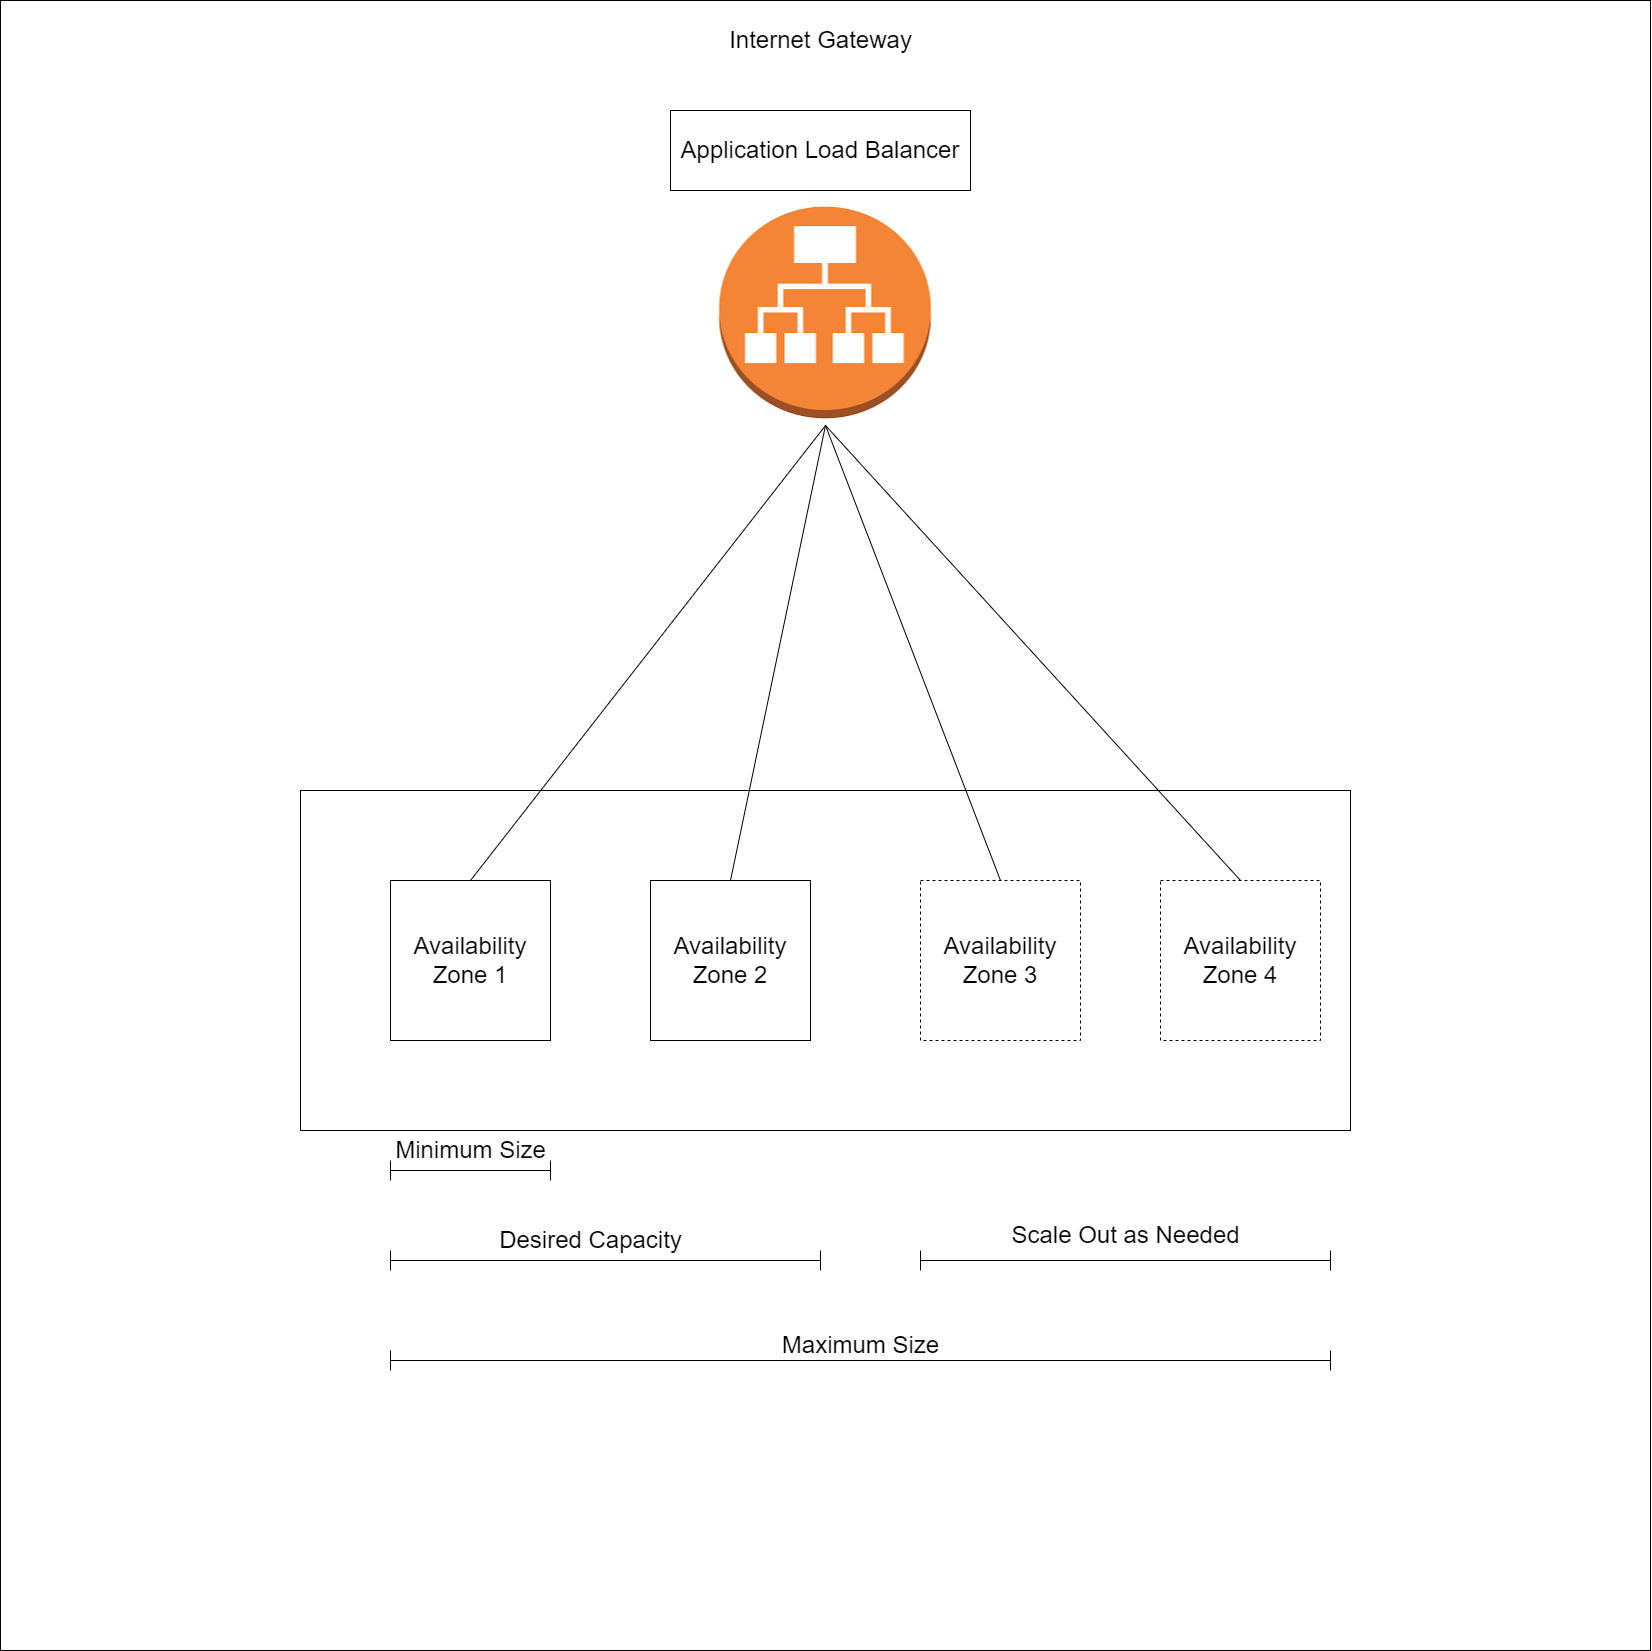 Internet Gateway
Application Load Balancer
Availability
Zone 1
Availability
Zone 2
Availability
Zone 3
Availability
Zone 4
Minimum Size
Desired Capacity
Scale Out as Needed
Maximum Size